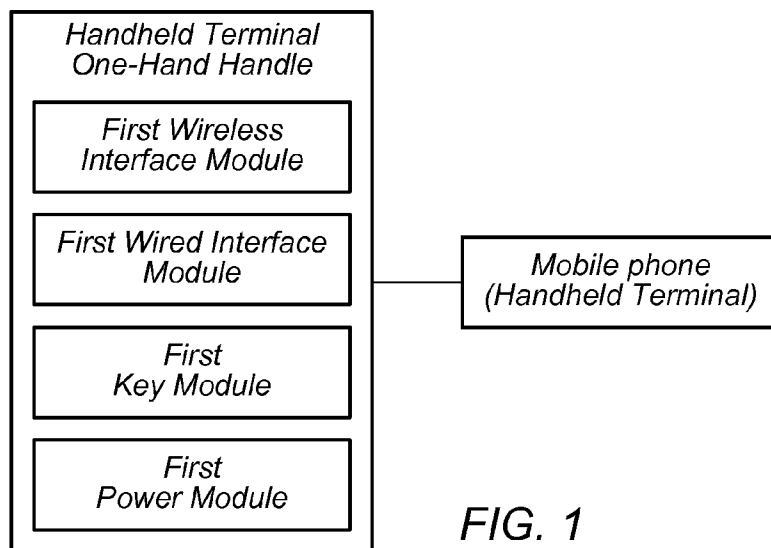 Handheld Terminal
One-Hand Handle
First Wireless
Interface Module
First Wired Interface
Module
First
Key Module
First
Power Module
Mobile phone
(Handheld Terminal)
FIG. 1